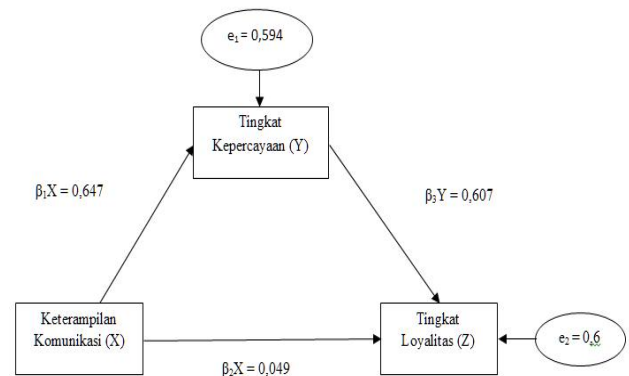 e₁ = 0,594
Tingkat
Kepercayaan (Y)
β₁X = 0,647
β₃Y = 0,607
Keterampilan
Komunikasi (X)
Tingkat
Loyalitas (Z)
e₂ = 0,6
β₂X = 0,049